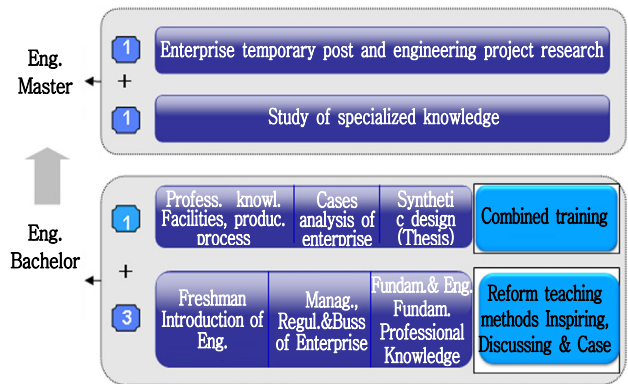 Eng.
Master
1
Enterprise temporary post and engineering project research
+
1
Study of specialized knowledge
Eng.
Bachelor
1
Profess. knowl.
Facilities, produc.
process
Cases
analysis of
enterprise
Syntheti
c design
(Thesis)
Combined training
+
3
Freshman
Introduction of
Eng.
Manag.,
Regul.&Buss
of Enterprise
Fundam.& Eng.
Fundam.
Professional
Knowledge
Reform teaching
methods Inspiring,
Discussing & Case